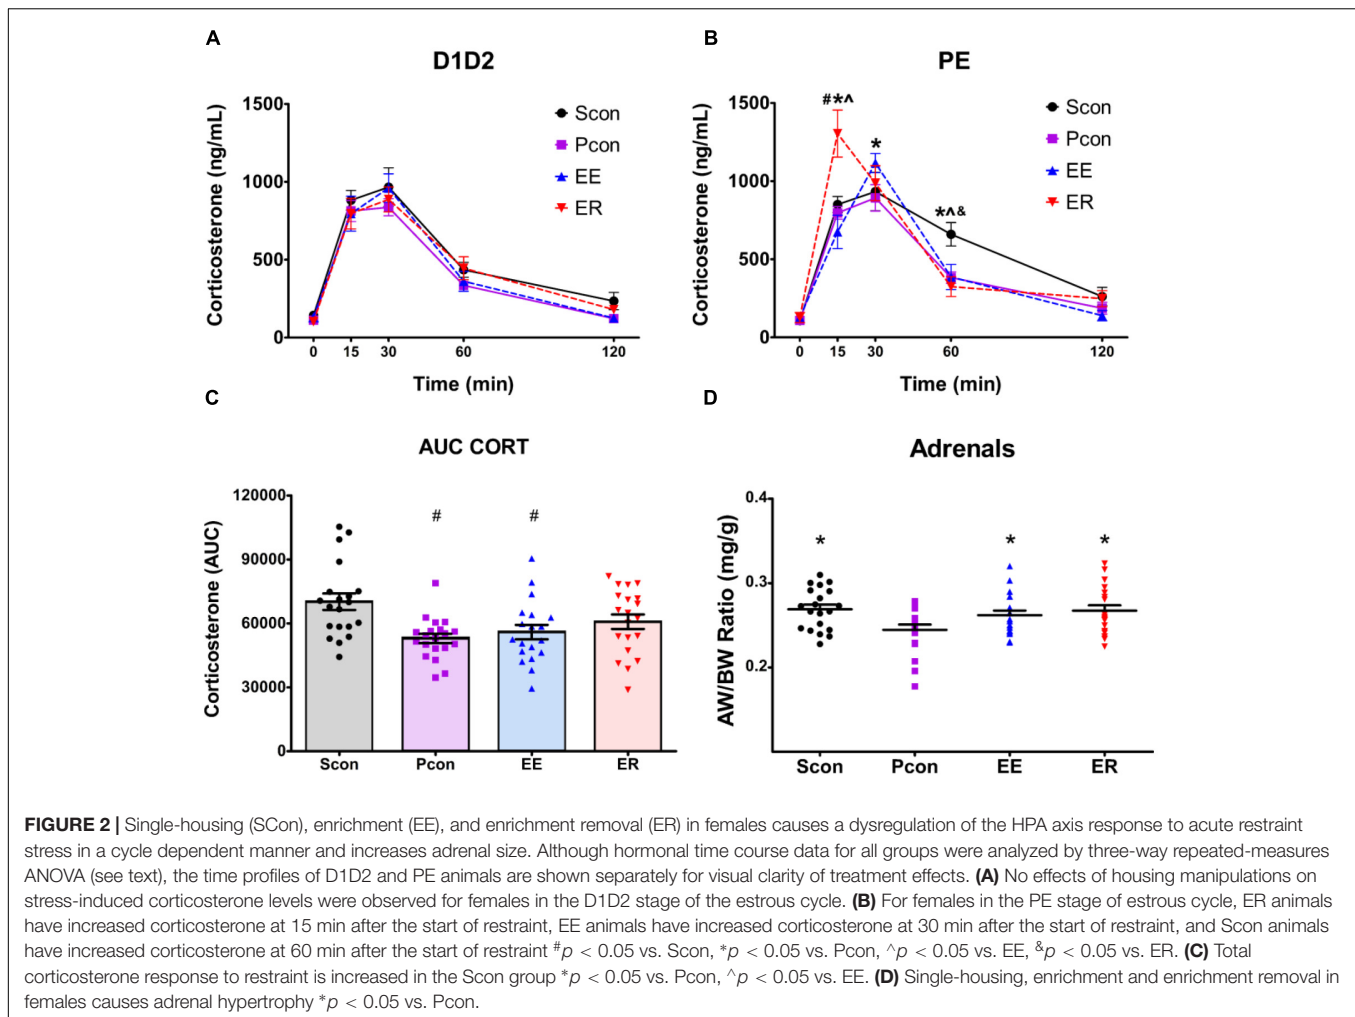 A
D1D2
Corticosterone (ng/mL)
1500
1000
500
0
0 15 30 60 120
Time (min)
Scon
Pcon
EE
ER
B
PE
Corticosterone (ng/mL)
1500
1000
500
0
#*^
*
*^&
0 15 30 60 120
Time (min)
Scon
Pcon
EE
ER
C
AUC CORT
Corticosterone (AUC)
120000
90000
60000
30000
0
# #
Scon Pcon EE ER
D
Adrenals
AW/BW Ratio (mg/g)
0.4
0.3
0.2
* * *
Scon Pcon EE ER
FIGURE 2 | Single-housing (SCon), enrichment (EE), and enrichment removal (ER) in females causes a dysregulation of the HPA axis response to acute restraint
stress in a cycle dependent manner and increases adrenal size. Although hormonal time course data for all groups were analyzed by three-way repeated-measures
ANOVA (see text), the time profiles of D1D2 and PE animals are shown separately for visual clarity of treatment effects. (A) No effects of housing manipulations on
stress-induced corticosterone levels were observed for females in the D1D2 stage of the estrous cycle. (B) For females in the PE stage of estrous cycle, ER animals
have increased corticosterone at 15 min after the start of restraint, EE animals have increased corticosterone at 30 min after the start of restraint, and Scon animals
have increased corticosterone at 60 min after the start of restraint #p < 0.05 vs. Scon, *p < 0.05 vs. Pcon, ^p < 0.05 vs. EE, &p < 0.05 vs. ER. (C) Total
corticosterone response to restraint is increased in the Scon group *p < 0.05 vs. Pcon, ^p < 0.05 vs. EE. (D) Single-housing, enrichment and enrichment removal in
females causes adrenal hypertrophy *p < 0.05 vs. Pcon.